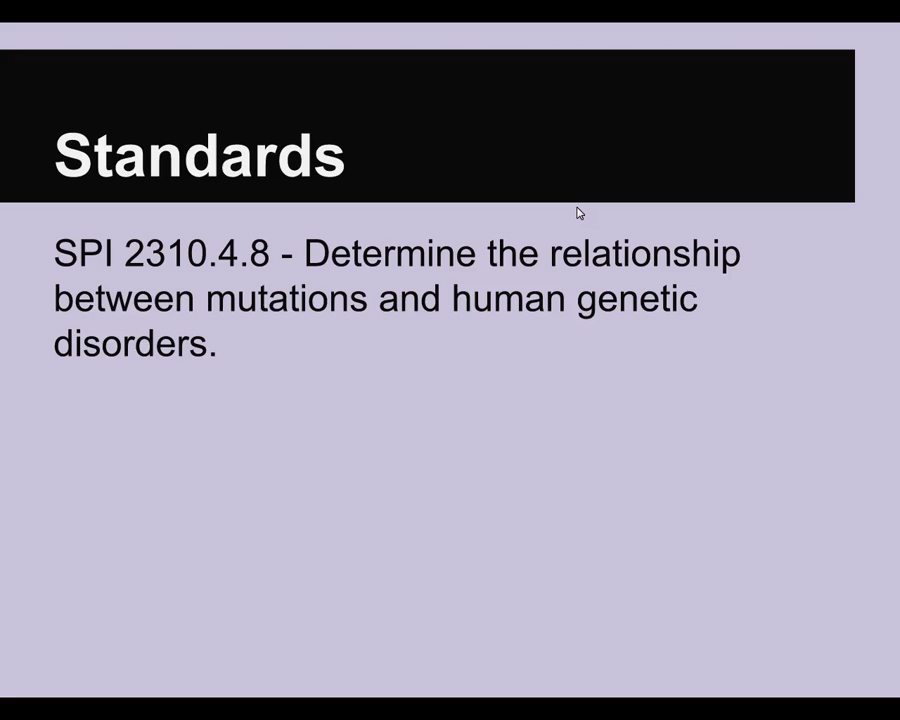 Standards
SPI 2310.4.8 - Determine the relationship
between mutations and human genetic
disorders.